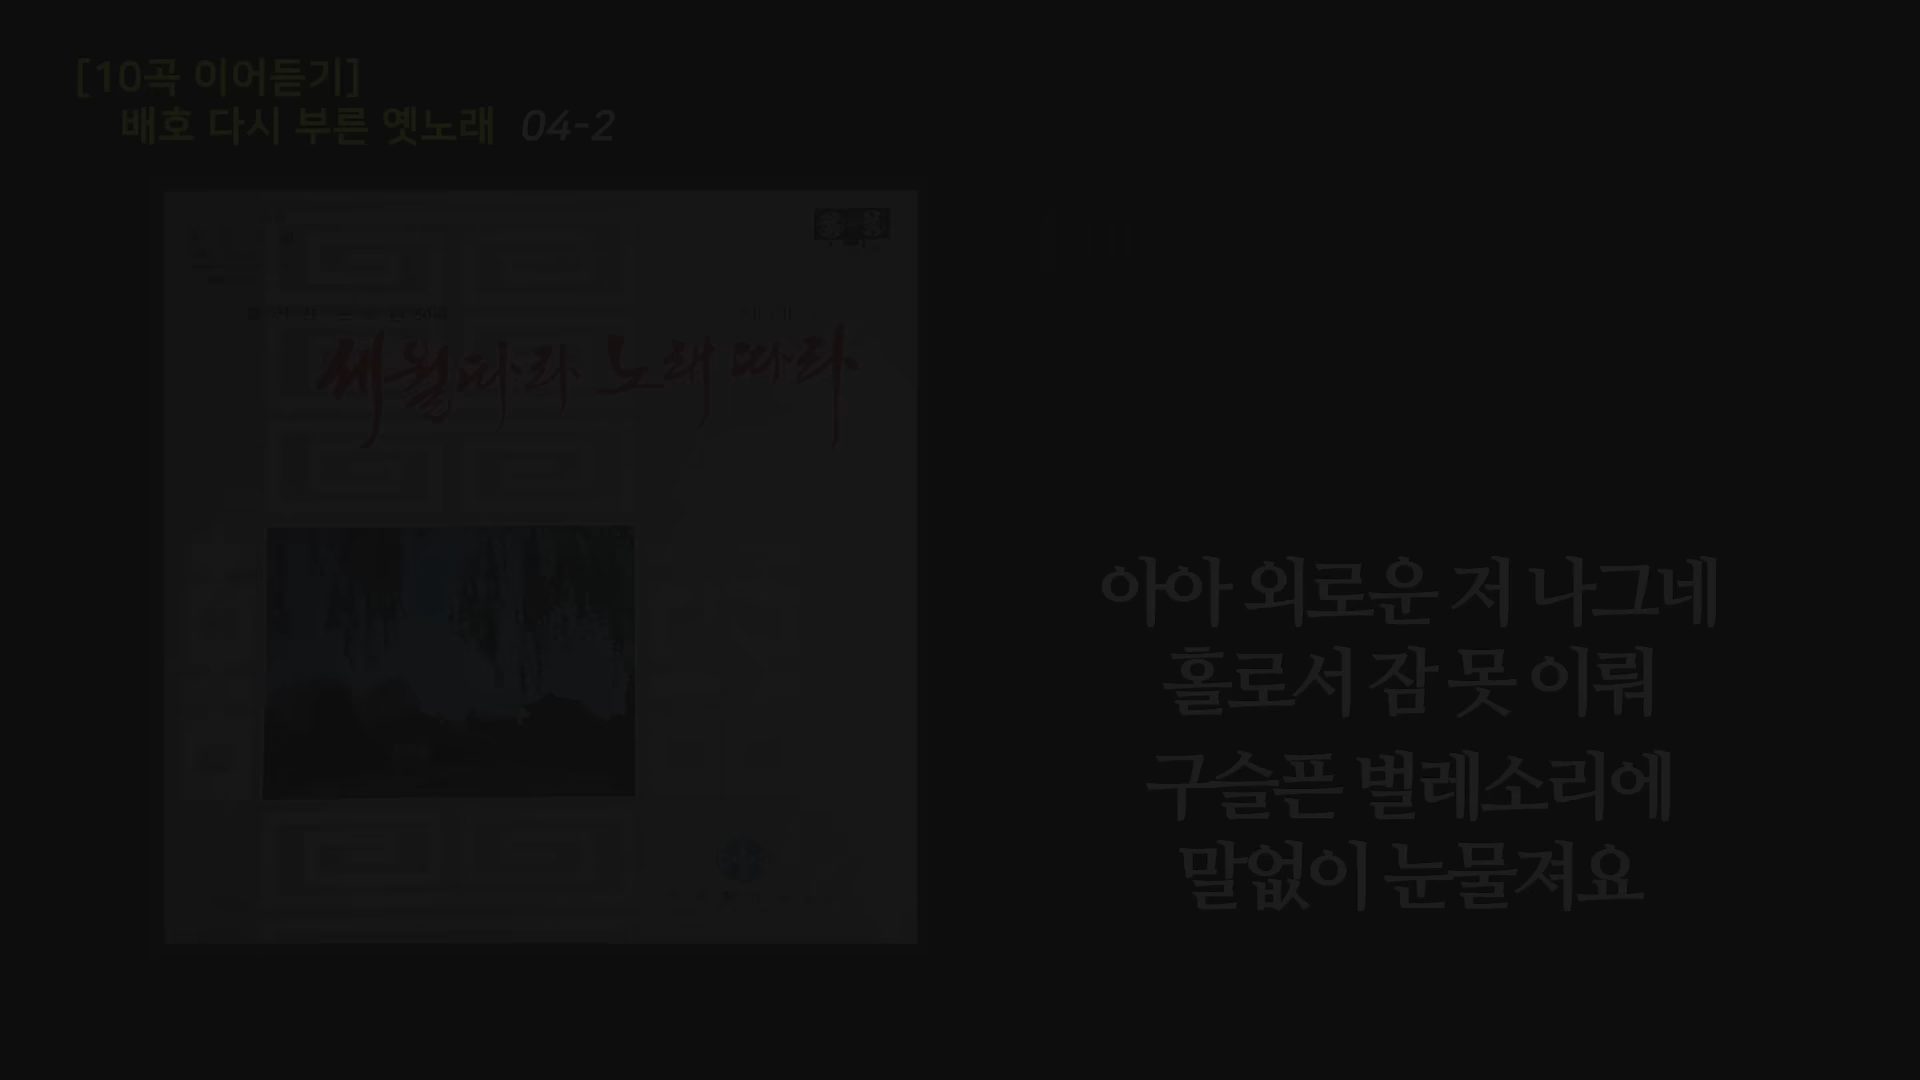 [10곡 이어듣기]
배호 다시 부른 옛노래 04-2
세월따라 노래따라
아아 외로운 저 나그네
홀로서 잠 못 이뤄
구슬픈 벌레소리에
말없이 눈물져요